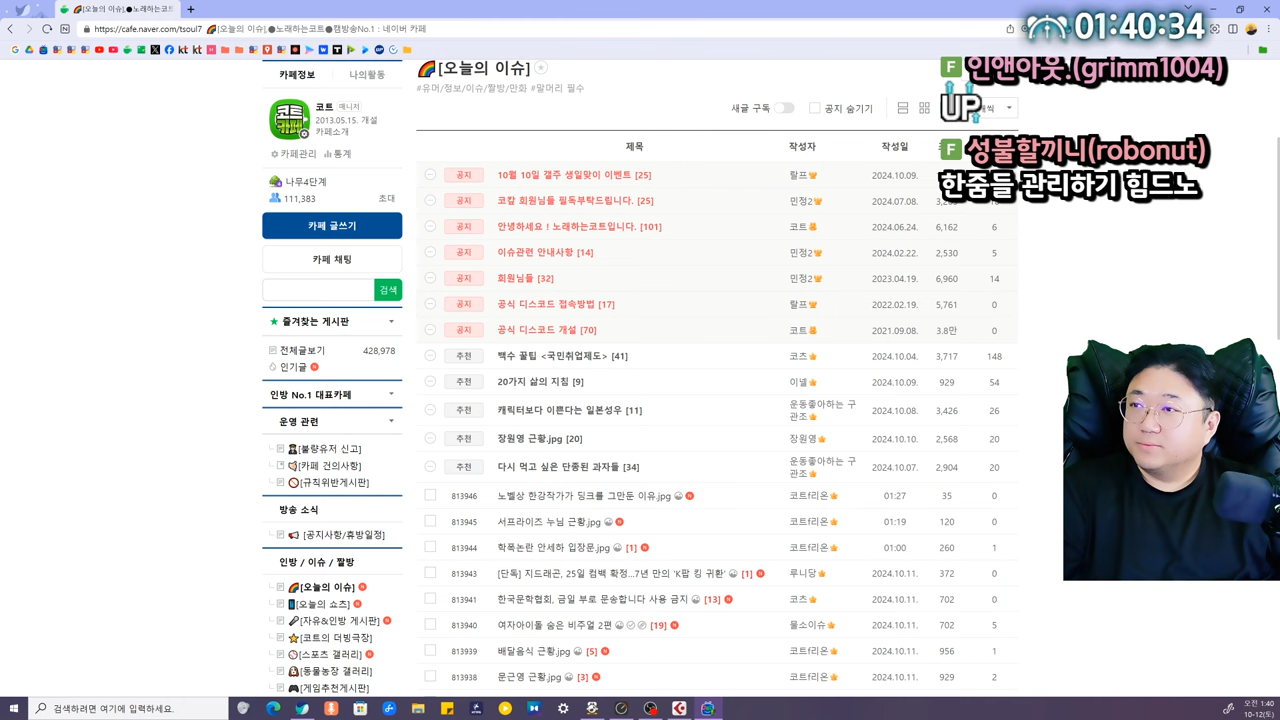 [오늘의 이슈],●노래하는코트●
https://cafe.naver.com/tsoul7 🌈[오늘의 이슈],●노래하는코트●캠방송No.1 : 네이버 카페
01:40:34
카페정보 나의활동
코트 매니저
2013.05.15. 개설
카페소개
카페관리 통계
나무4단계
111,383 초대
카페 글쓰기
카페 채팅
검색
★ 즐겨찾는 게시판
전체글보기 428,978
인기글 N
인방 No.1 대표카페
운영 관련
[불량유저 신고]
[카페 건의사항]
[규칙위반게시판]
방송 소식
[공지사항/휴방일정]
인방 / 이슈 / 짤방
[오늘의 이슈] N
[오늘의 쇼츠] N
[자유&인방 게시판] N
[코트의 더빙극장]
[스포츠 갤러리] N
[동물농장 갤러리]
[게임추천게시판]
🌈[오늘의 이슈]
#유머/정보/이슈/짤방/만화 #말머리 필수
새글 구독 공지 숨기기
제목 작성자 작성일
공지 10월 10일 갤주 생일맞이 이벤트 [25] 랄프 2024.10.09.
공지 코칼 회원님들 필독부탁드립니다. [25] 민정2 2024.07.08.
공지 안녕하세요 ! 노래하는코트입니다. [101] 코트 2024.06.24. 6,162 6
공지 이슈관련 안내사항 [14] 민정2 2024.02.22. 2,530 5
공지 회원님들 [32] 민정2 2023.04.19. 6,960 14
공지 공식 디스코드 접속방법 [17] 랄프 2022.02.19. 5,761 0
공지 공식 디스코드 개설 [70] 코트 2021.09.08. 3.8만 0
추천 백수 꿀팁 <국민취업제도> [41] 코츠 2024.10.04. 3,717 148
추천 20가지 삶의 지침 [9] 이넬 2024.10.09. 929 54
추천 캐릭터보다 이쁜다는 일본성우 [11] 운동좋아하는 구관조 2024.10.08. 3,426 26
추천 장원영 근황.jpg [20] 장원영 2024.10.10. 2,568 20
추천 다시 먹고 싶은 단종된 과자들 [34] 운동좋아하는 구관조 2024.10.07. 2,904 20
813946 노벨상 한강작가가 딩크를 그만둔 이유.jpg N 코트f리온 01:27 35 0
813945 서프라이즈 누님 근황.jpg N 코트f리온 01:19 120 0
813944 학폭논란 안세하 입장문.jpg [1] N 코트f리온 01:00 260 1
813943 [단독] 지드래곤, 25일 컴백 확정…7년 만의 'K팝 킹 귀환' [1] N 루니당 2024.10.11. 372 0
813941 한국문학협회, 금일 부로 문송합니다 사용 금지 [13] N 코츠 2024.10.11. 702 0
813940 여자아이돌 숨은 비주얼 2편 [19] N 물소이슈 2024.10.11. 702 5
813939 배달음식 근황.jpg [5] N 코트f리온 2024.10.11. 956 1
813938 문근영 근황.jpg [3] N 코트f리온 2024.10.11. 929 2
F 인앤아웃.(grimm1004)
UP
F 성불할끼니(robonut)
한줌들 관리하기 힘드노
검색하려면 여기에 입력하세요.
오전 1:40
10-12(토)